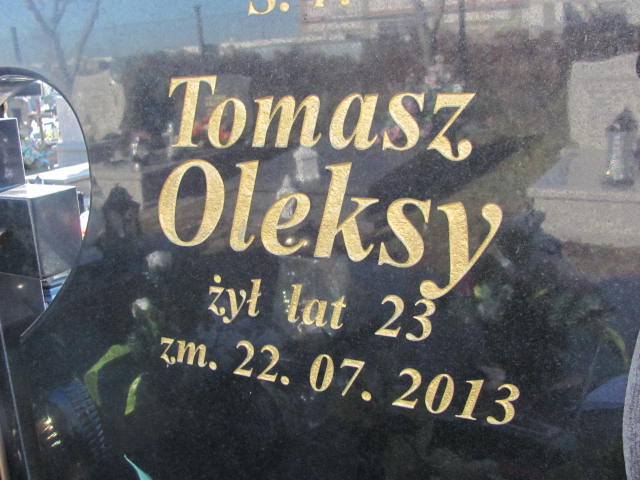 Ś. P.
Tomasz
Oleksy
żył lat 23
zm. 22. 07. 2013